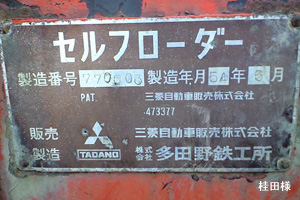 セルフローダー
製造番号 770603 製造年月 54年 5月
PAT. 三菱自動車販売株式会社
473377
販売 三菱自動車販売株式会社
製造 TADANO 株式会社 多田野鉄工所
桂田様